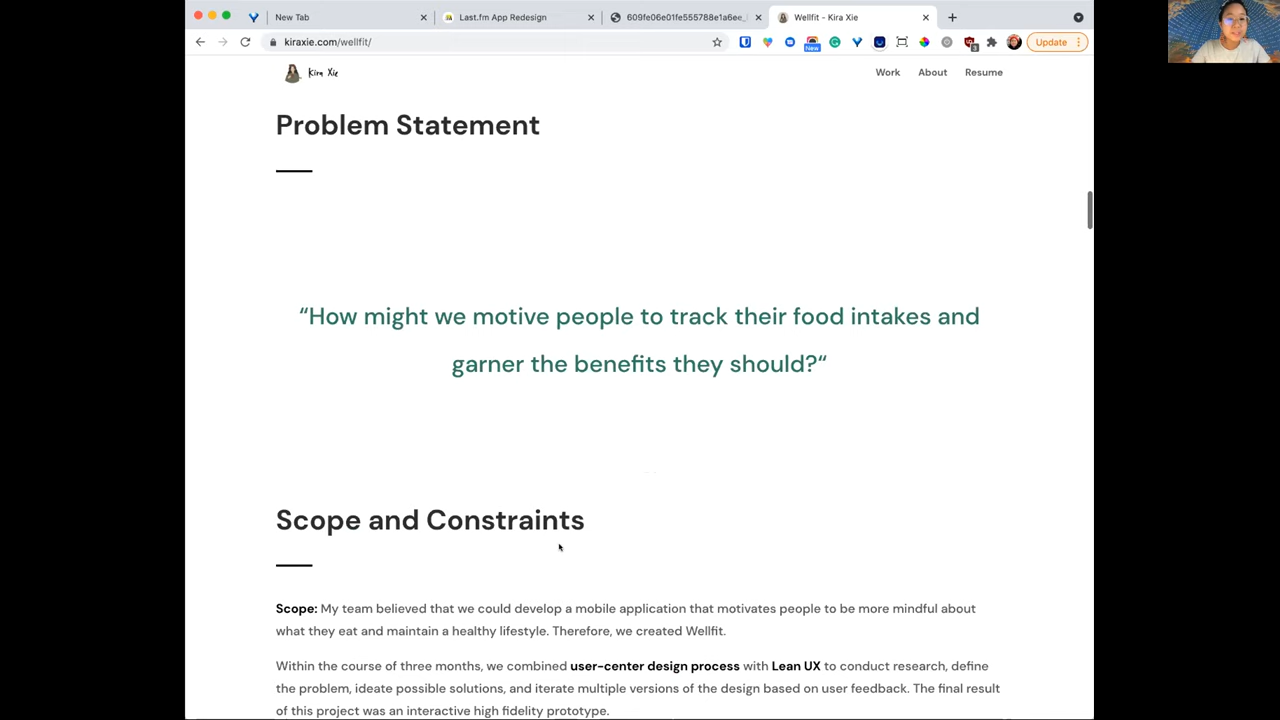 New Tab
Last.fm App Redesign
609fe06e01fe555788e1a6ee_
Wellfit - Kira Xie
kiraxie.com/wellfit/
New
3
Update
Kira Xie
Work About Resume
Problem Statement
“How might we motive people to track their food intakes and
garner the benefits they should?“
Scope and Constraints
Scope: My team believed that we could develop a mobile application that motivates people to be more mindful about
what they eat and maintain a healthy lifestyle. Therefore, we created Wellfit.
Within the course of three months, we combined user-center design process with Lean UX to conduct research, define
the problem, ideate possible solutions, and iterate multiple versions of the design based on user feedback. The final result
of this project was an interactive high fidelity prototype.